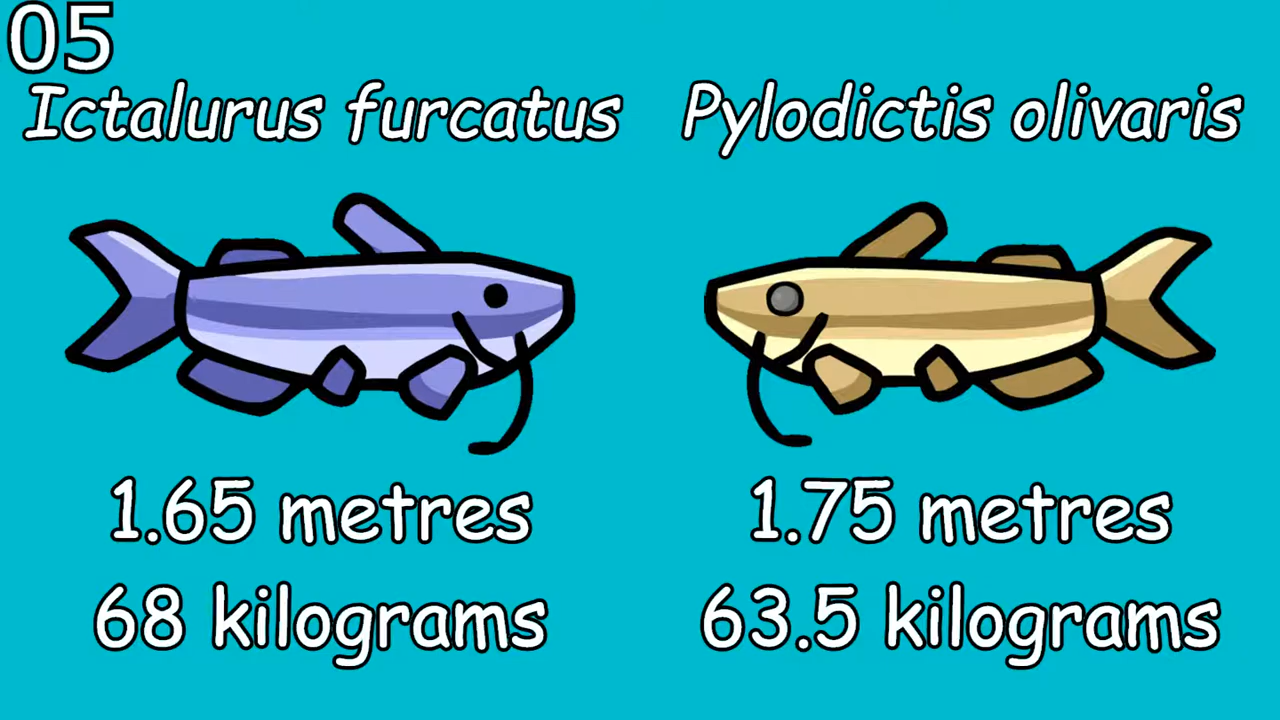 05
Ictalurus furcatus
Pylodictis olivaris
1.65 metres
1.75 metres
68 kilograms
63.5 kilograms